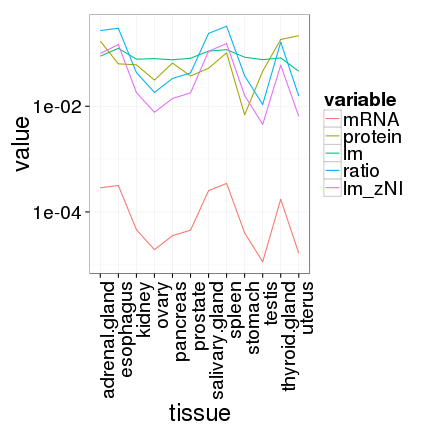 value
1e-02
1e-04
adrenal.gland
esophagus
kidney
ovary
pancreas
prostate
salivary.gland
spleen
stomach
testis
thyroid.gland
uterus
tissue
variable
mRNA
protein
lm
ratio
lm_zNI